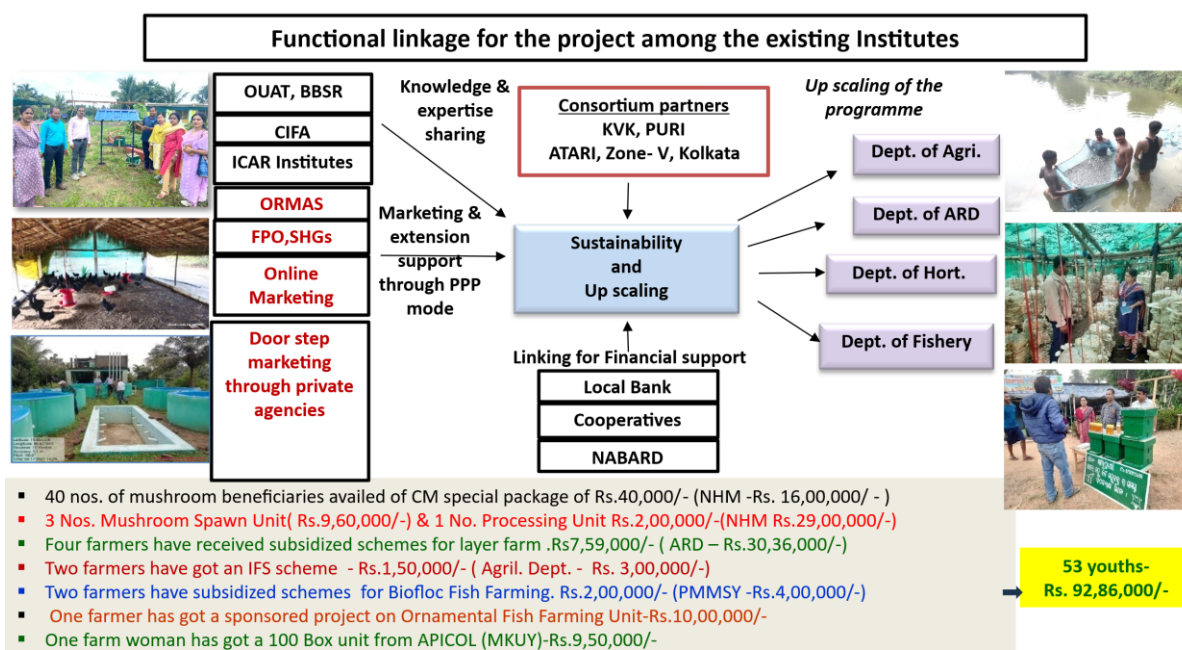 Functional linkage for the project among the existing Institutes
OUAT, BBSR
CIFA
ICAR Institutes
ORMAS
FPO,SHGs
Online
Marketing
Door step
marketing
through private
agencies
Knowledge &
expertise
sharing
Marketing &
extension
support
through PPP
mode
Consortium partners
KVK, PURI
ATARI, Zone- V, Kolkata
Sustainability
and
Up scaling
Linking for Financial support
Local Bank
Cooperatives
NABARD
Up scaling of the
programme
Dept. of Agri.
Dept. of ARD
Dept. of Hort.
Dept. of Fishery
▪ 40 nos. of mushroom beneficiaries availed of CM special package of Rs.40,000/- (NHM -Rs. 16,00,000/ - )
▪ 3 Nos. Mushroom Spawn Unit( Rs.9,60,000/-) & 1 No. Processing Unit Rs.2,00,000/-(NHM Rs.29,00,000/-)
▪ Four farmers have received subsidized schemes for layer farm .Rs7,59,000/- ( ARD – Rs.30,36,000/-)
▪ Two farmers have got an IFS scheme - Rs.1,50,000/- ( Agril. Dept. - Rs. 3,00,000/-)
▪ Two farmers have subsidized schemes for Biofloc Fish Farming. Rs.2,00,000/- (PMMSY -Rs.4,00,000/-)
▪ One farmer has got a sponsored project on Ornamental Fish Farming Unit-Rs.10,00,000/-
▪ One farm woman has got a 100 Box unit from APICOL (MKUY)-Rs.9,50,000/-
53 youths-
Rs. 92,86,000/-